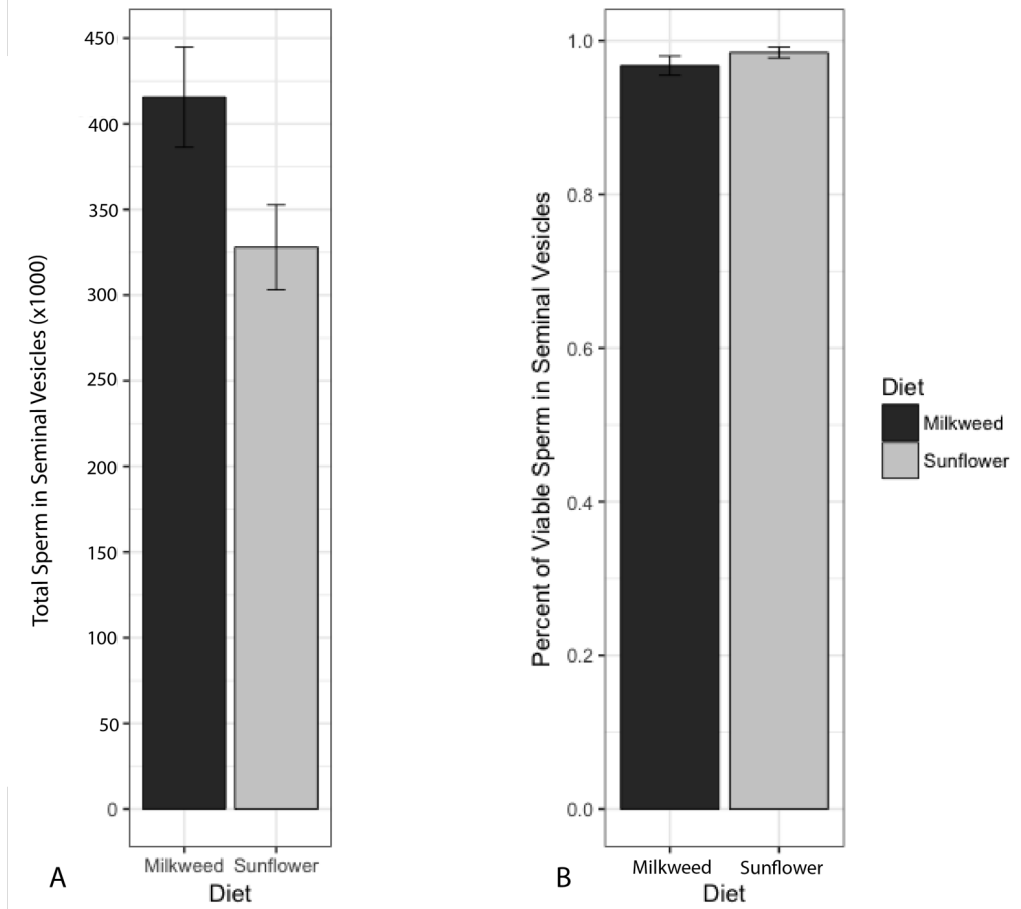 Total Sperm in Seminal Vesicles (x1000)
450
400
350
300
250
200
150
100
50
0
Milkweed Sunflower
Diet
A
Percent of Viable Sperm in Seminal Vesicles
1.0
0.8
0.6
0.4
0.2
0.0
Milkweed Sunflower
Diet
B
Diet
Milkweed
Sunflower